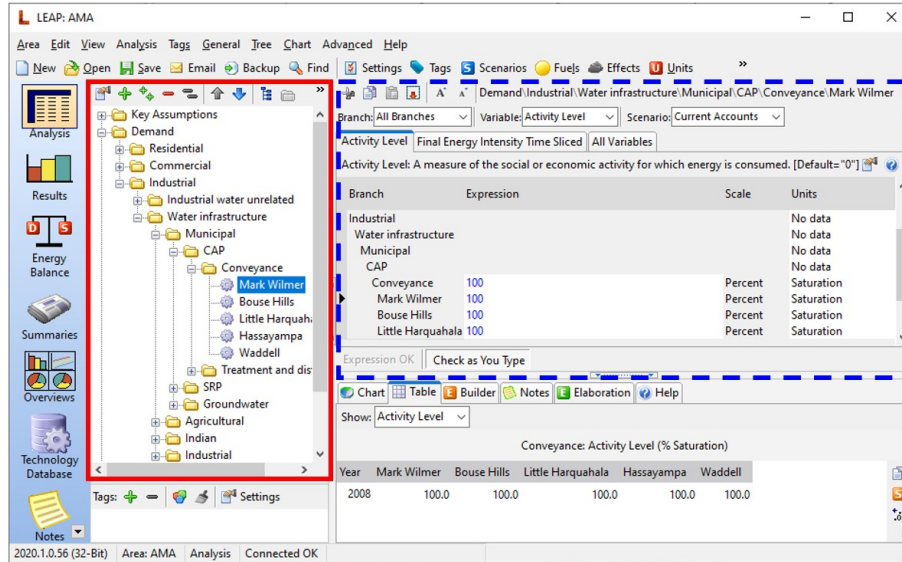 LEAP: AMA
Area Edit View Analysis Tags General Tree Chart Advanced Help
New Open Save Email Backup Find Settings Tags Scenarios Fuels Effects Units »
Analysis
Results
Energy
Balance
Summaries
Overviews
Technology
Database
Notes
»
Key Assumptions
Demand
Residential
Commercial
Industrial
Industrial water unrelated
Water infrastructure
Municipal
CAP
Conveyance
Mark Wilmer
Bouse Hills
Little Harquah
Hassayampa
Waddell
Treatment and dis
SRP
Groundwater
Agricultural
Indian
Industrial
Tags: Settings
Demand\Industrial\Water infrastructure\Municipal\CAP\Conveyance\Mark Wilmer
Branch: All Branches Variable: Activity Level Scenario: Current Accounts
Activity Level Final Energy Intensity Time Sliced All Variables
Activity Level: A measure of the social or economic activity for which energy is consumed. [Default="0"]
Branch Expression Scale Units
Industrial No data
Water infrastructure No data
Municipal No data
CAP No data
Conveyance 100 Percent Saturation
Mark Wilmer 100 Percent Saturation
Bouse Hills 100 Percent Saturation
Little Harquahala 100 Percent Saturation
Expression OK Check as You Type
Chart Table Builder Notes Elaboration Help
Show: Activity Level
Conveyance: Activity Level (% Saturation)
Year Mark Wilmer Bouse Hills Little Harquahala Hassayampa Waddell
2008 100.0 100.0 100.0 100.0 100.0
2020.1.0.56 (32-Bit) Area: AMA Analysis Connected OK